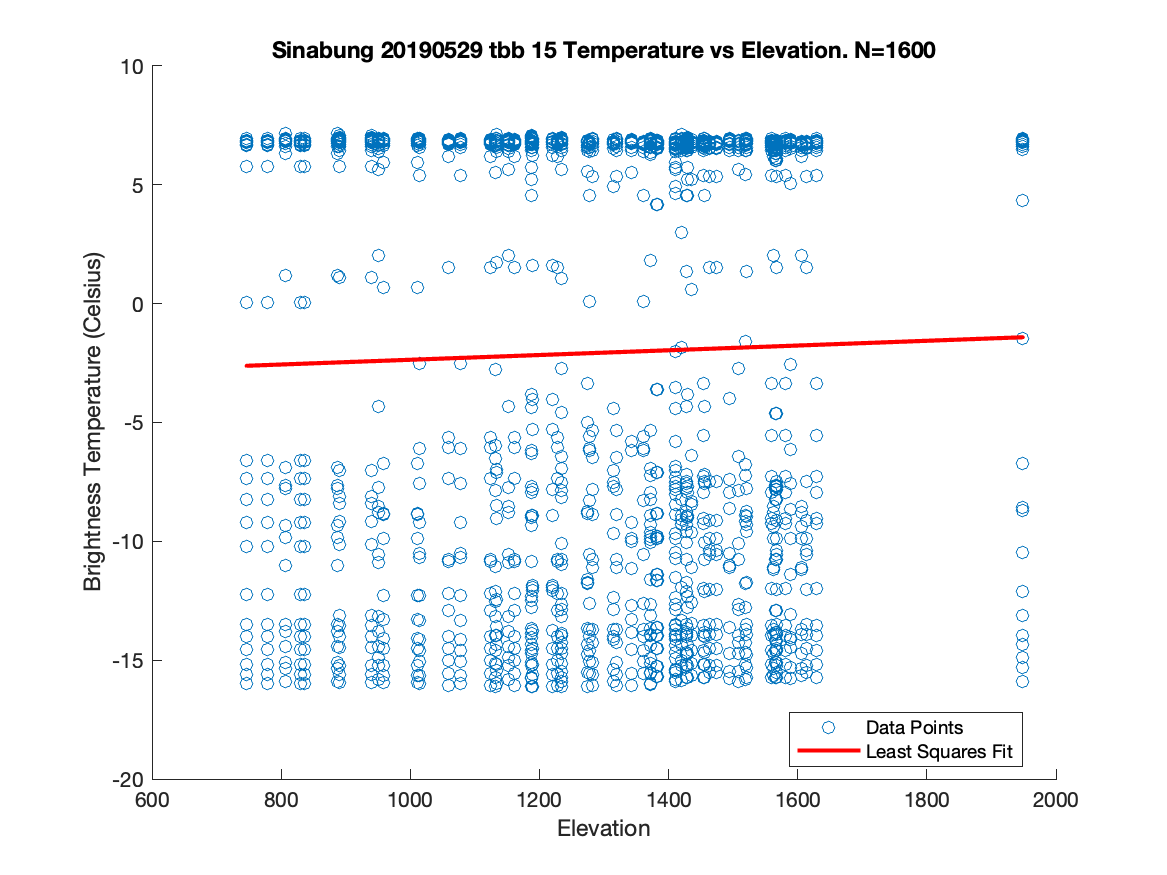 Sinabung 20190529 tbb 15 Temperature vs Elevation. N=1600
10
5
0
-5
-10
-15
-20
Brightness Temperature (Celsius)
Data Points
Least Squares Fit
600 800 1000 1200 1400 1600 1800 2000
Elevation